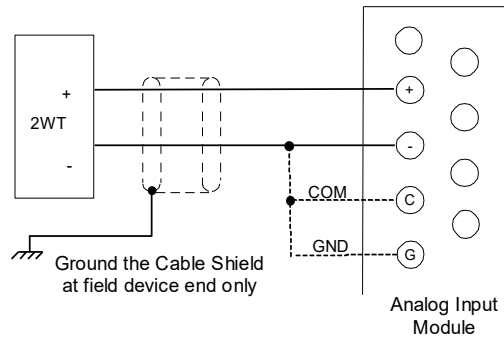 +
2WT
-
+
-
COM
C
GND
G
Ground the Cable Shield
at field device end only
Analog Input
Module